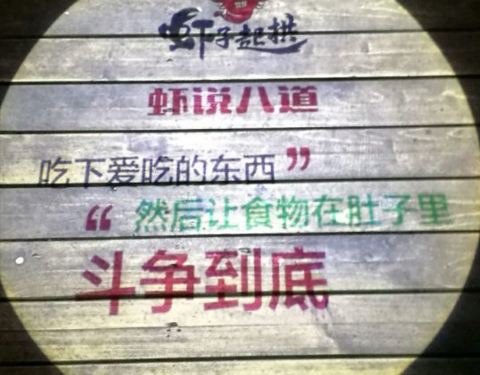 虾子起拱
虾说八道
吃下爱吃的东西”
“然后让食物在肚子里
斗争到底